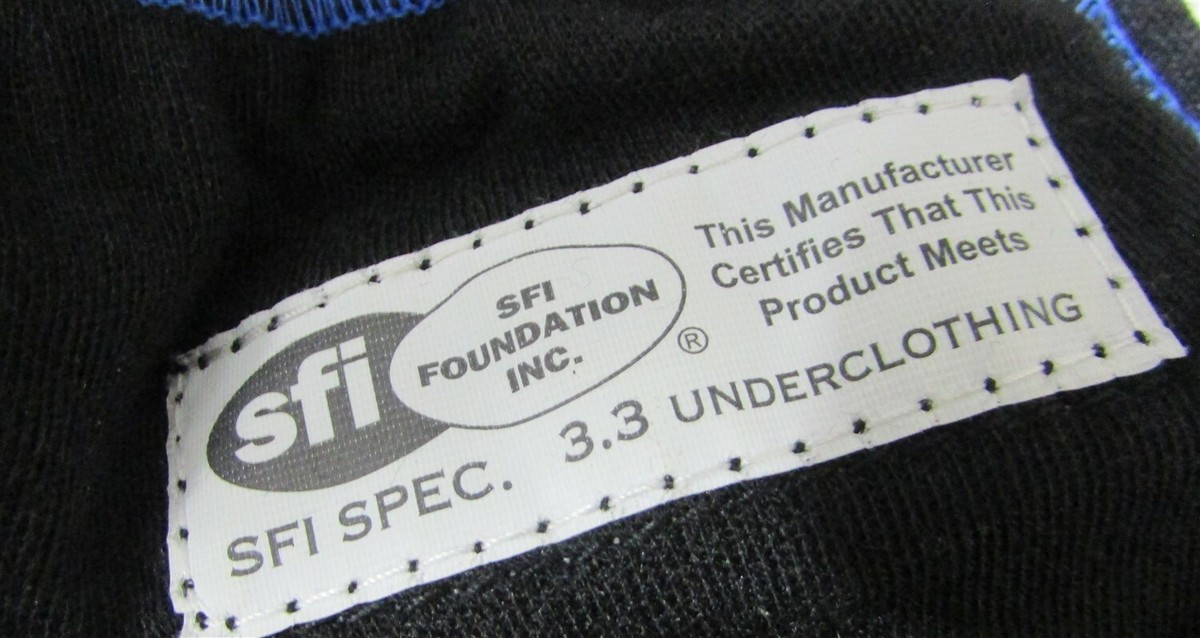 sfi
SFI
FOUNDATION
INC.
®
This Manufacturer
Certifies That This
Product Meets
SFI SPEC. 3.3 UNDERCLOTHING